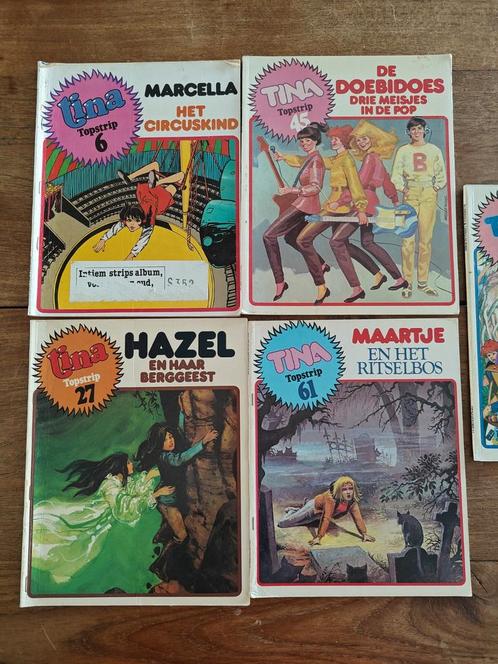 tina
Topstrip
6
MARCELLA
HET
CIRCUSKIND
Intiem strips album,
TINA
Topstrip
45
DE
DOEBIDOES
DRIE MEISJES
IN DE POP
B
tina
Topstrip
27
HAZEL
EN HAAR
BERGGEEST
TINA
Topstrip
61
MAARTJE
EN HET
RITSELBOS